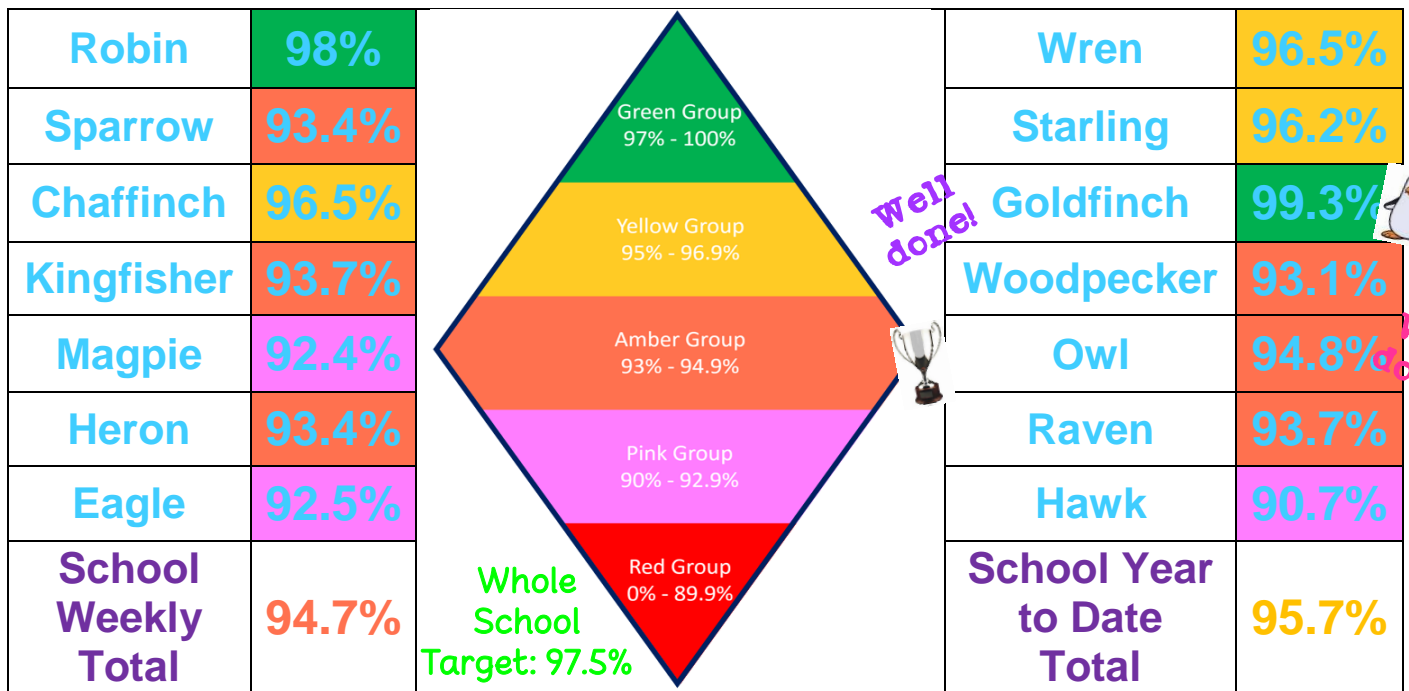 Robin 98%
Sparrow 93.4%
Chaffinch 96.5%
Kingfisher 93.7%
Magpie 92.4%
Heron 93.4%
Eagle 92.5%
School
Weekly
Total
94.7%
Green Group
97% - 100%
Yellow Group
95% - 96.9%
Amber Group
93% - 94.9%
Pink Group
90% - 92.9%
Red Group
0% - 89.9%
Whole
School
Target: 97.5%
Well
done!
Wren 96.5%
Starling 96.2%
Goldfinch 99.3%
Woodpecker 93.1%
Owl 94.8%
Raven 93.7%
Hawk 90.7%
School Year
to Date
Total
95.7%